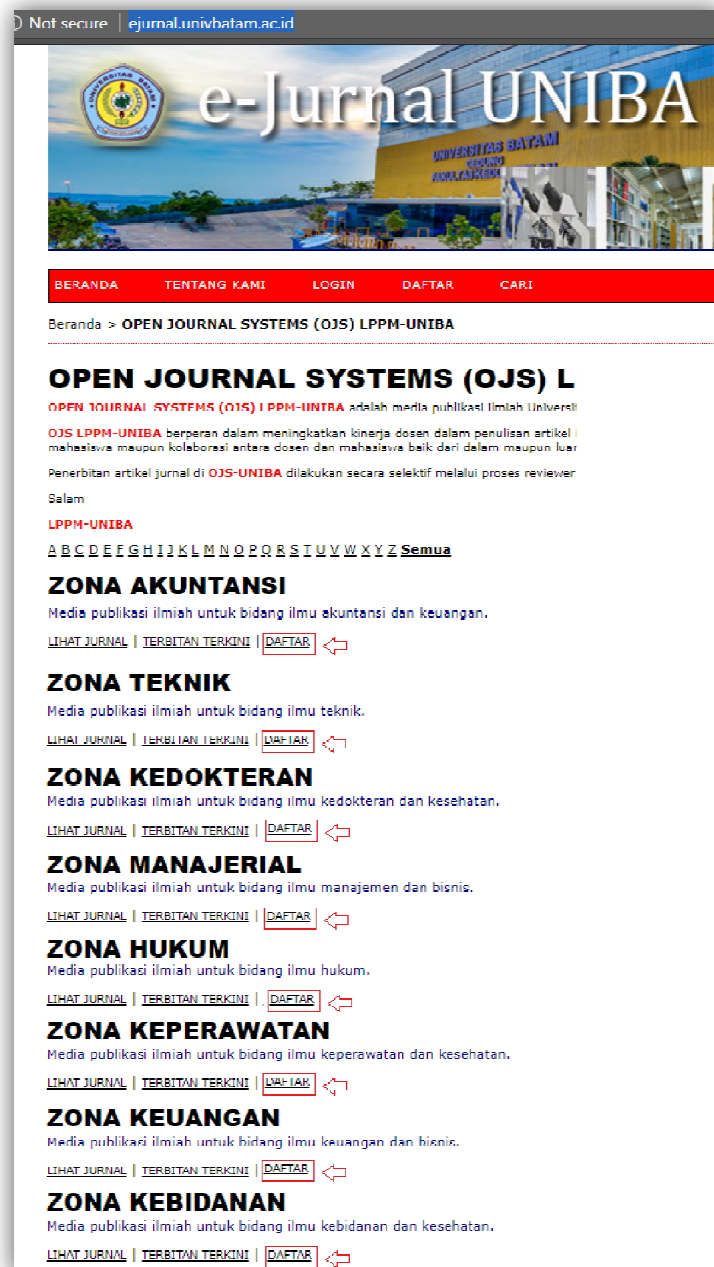 Not secure | ejurnal.univbatam.ac.id
e-Jurnal UNIBA
UNIVERSITAS BATAM
GEDUNG
BERANDA TENTANG KAMI LOGIN DAFTAR CARI
Beranda > OPEN JOURNAL SYSTEMS (OJS) LPPM-UNIBA
OPEN JOURNAL SYSTEMS (OJS) L
OPEN JOURNAL SYSTEMS (OJS) LPPM-UNIBA adalah media publikasi ilmiah Universit
OJS LPPM-UNIBA berperan dalam meningkatkan kinerja dosen dalam penulisan artikel i
mahasiswa maupun kolaborasi antara dosen dan mahasiswa baik dari dalam maupun luar
Penerbitan artikel jurnal di OJS-UNIBA dilakukan secara selektif melalui proses reviewer
Salam
LPPM-UNIBA
A B C D E F G H I J K L M N O P Q R S T U V W X Y Z Semua
ZONA AKUNTANSI
Media publikasi ilmiah untuk bidang ilmu akuntansi dan keuangan.
LIHAT JURNAL | TERBITAN TERKINI | DAFTAR
ZONA TEKNIK
Media publikasi ilmiah untuk bidang ilmu teknik.
LIHAT JURNAL | TERBITAN TERKINI | DAFTAR
ZONA KEDOKTERAN
Media publikasi ilmiah untuk bidang ilmu kedokteran dan kesehatan.
LIHAT JURNAL | TERBITAN TERKINI | DAFTAR
ZONA MANAJERIAL
Media publikasi ilmiah untuk bidang ilmu manajemen dan bisnis.
LIHAT JURNAL | TERBITAN TERKINI | DAFTAR
ZONA HUKUM
Media publikasi ilmiah untuk bidang ilmu hukum.
LIHAT JURNAL | TERBITAN TERKINI | DAFTAR
ZONA KEPERAWATAN
Media publikasi ilmiah untuk bidang ilmu keperawatan dan kesehatan.
LIHAT JURNAL | TERBITAN TERKINI | DAFTAR
ZONA KEUANGAN
Media publikasi ilmiah untuk bidang ilmu keuangan dan bisnis.
LIHAT JURNAL | TERBITAN TERKINI | DAFTAR
ZONA KEBIDANAN
Media publikasi ilmiah untuk bidang ilmu kebidanan dan kesehatan.
LIHAT JURNAL | TERBITAN TERKINI | DAFTAR